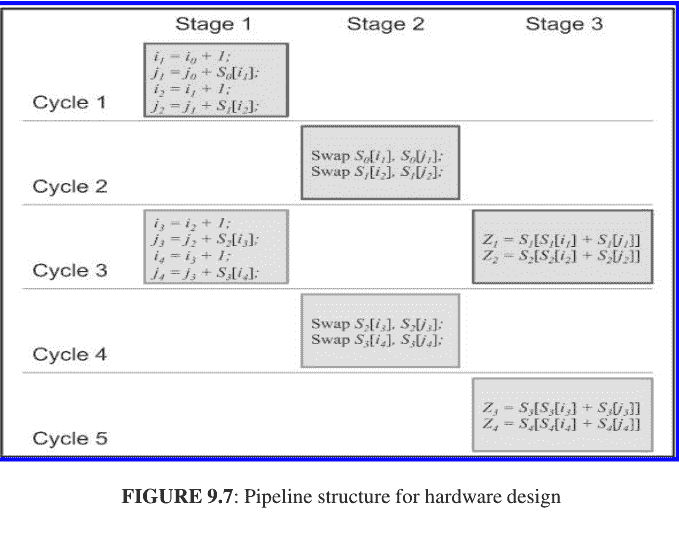 Stage 1 Stage 2 Stage 3
Cycle 1
i₁ = i₀ + 1;
j₁ = j₀ + S₀[i₁];
i₂ = i₁ + 1;
j₂ = j₁ + S₁[i₂];
Cycle 2
Swap S₀[i₁], S₀[j₁];
Swap S₁[i₂], S₁[j₂];
Cycle 3
i₃ = i₂ + 1;
j₃ = j₂ + S₂[i₃];
i₄ = i₃ + 1;
j₄ = j₃ + S₃[i₄];
Z₁ = S₁[S₁[i₁] + S₁[j₁]]
Z₂ = S₂[S₂[i₂] + S₂[j₂]]
Cycle 4
Swap S₂[i₃], S₂[j₃];
Swap S₃[i₄], S₃[j₄];
Cycle 5
Z₃ = S₃[S₃[i₃] + S₃[j₃]]
Z₄ = S₄[S₄[i₄] + S₄[j₄]]
FIGURE 9.7: Pipeline structure for hardware design